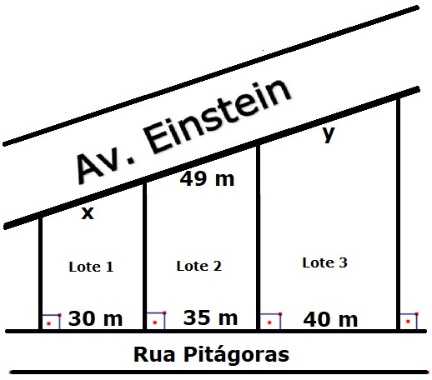 Av. Einstein
y
49 m
x
Lote 1
Lote 2
Lote 3
30 m
35 m
40 m
Rua Pitágoras